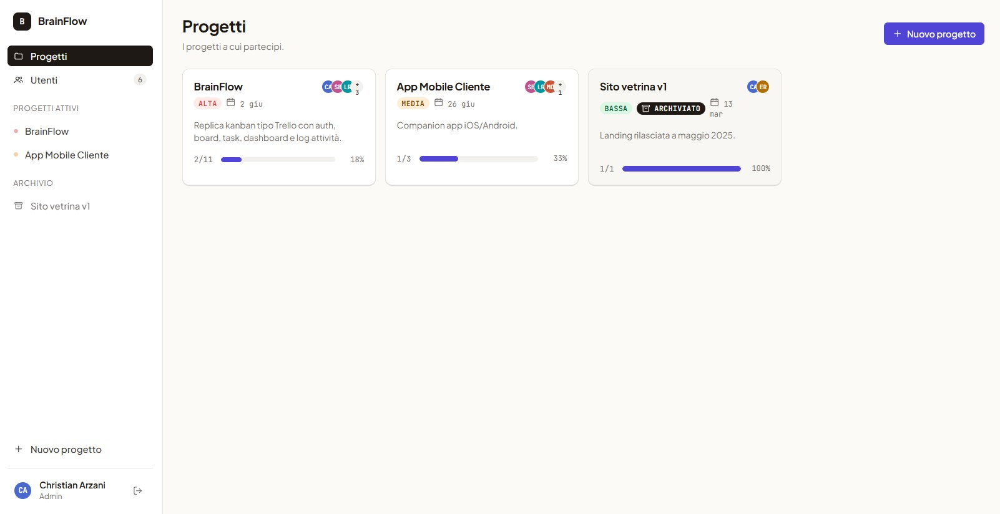 B BrainFlow
Progetti
Utenti 6
PROGETTI ATTIVI
BrainFlow
App Mobile Cliente
ARCHIVIO
Sito vetrina v1
+ Nuovo progetto
CA Christian Arzani
Admin
Progetti
I progetti a cui partecipi.
+ Nuovo progetto
BrainFlow CA SB LR +3
ALTA 2 giu
Replica kanban tipo Trello con auth,
board, task, dashboard e log attività.
2/11 18%
App Mobile Cliente SB LR MO +1
MEDIA 26 giu
Companion app iOS/Android.
1/3 33%
Sito vetrina v1 CA ER
BASSA ARCHIVIATO 13
mar
Landing rilasciata a maggio 2025.
1/1 100%